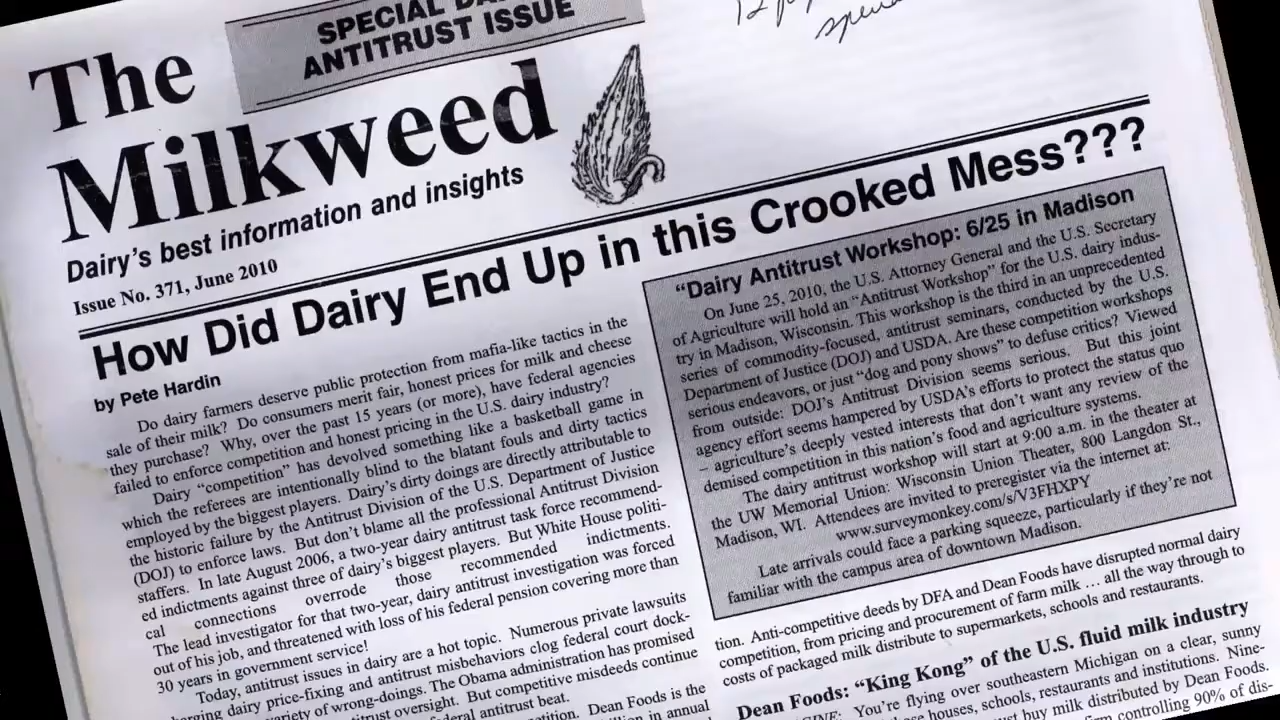 SPECIAL
ANTITRUST ISSUE
The
Milkweed
Dairy's best information and insights
Issue No. 371, June 2010
How Did Dairy End Up in this Crooked Mess???
by Pete Hardin
Do dairy farmers deserve public protection from mafia-like tactics in the
sale of their milk? Do consumers merit fair, honest prices for milk and cheese
they purchase? Why, over the past 15 years (or more), have federal agencies
failed to enforce competition and honest pricing in the U.S. dairy industry?
Dairy “competition” has devolved something like a basketball game in
which the referees are intentionally blind to the blatant fouls and dirty tactics
employed by the biggest players. Dairy's dirty doings are directly attributable to
the historic failure by the Antitrust Division of the U.S. Department of Justice
(DOJ) to enforce laws. But don't blame all the professional Antitrust Division
staffers. In late August 2006, a two-year dairy antitrust task force recommend-
ed indictments against three of dairy's biggest players. But White House politi-
cal connections overrode those recommended indictments.
The lead investigator for that two-year, dairy antitrust investigation was forced
out of his job, and threatened with loss of his federal pension covering more than
30 years in government service!
Today, antitrust issues in dairy are a hot topic. Numerous private lawsuits
charging dairy price-fixing and antitrust misbehaviors clog federal court dock-
variety of wrong-doings. The Obama administration has promised
oversight. But competitive misdeeds continue
antitrust beat.
Dean Foods is the
in annual
“Dairy Antitrust Workshop: 6/25 in Madison
On June 25, 2010, the U.S. Attorney General and the U.S. Secretary
of Agriculture will hold an “Antitrust Workshop” for the U.S. dairy indus-
try in Madison, Wisconsin. This workshop is the third in an unprecedented
series of commodity-focused, antitrust seminars, conducted by the U.S.
Department of Justice (DOJ) and USDA. Are these competition workshops
serious endeavors, or just “dog and pony shows” to defuse critics? Viewed
from outside: DOJ's Antitrust Division seems serious. But this joint
agency effort seems hampered by USDA's efforts to protect the status quo
– agriculture's deeply vested interests that don't want any review of the
demised competition in this nation's food and agriculture systems.
The dairy antitrust workshop will start at 9:00 a.m. in the theater at
the UW Memorial Union: Wisconsin Union Theater, 800 Langdon St.,
Madison, WI. Attendees are invited to preregister via the internet at:
www.surveymonkey.com/s/V3FHXPY
Late arrivals could face a parking squeeze, particularly if they're not
familiar with the campus area of downtown Madison.
tion. Anti-competitive deeds by DFA and Dean Foods have disrupted normal dairy
competition, from pricing and procurement of farm milk … all the way through to
costs of packaged milk distribute to supermarkets, schools and restaurants.
Dean Foods: “King Kong” of the U.S. fluid milk industry
You're flying over southeastern Michigan on a clear, sunny
houses, schools, restaurants and institutions. Nine-
buy milk distributed by Dean Foods.
controlling 90% of dis-